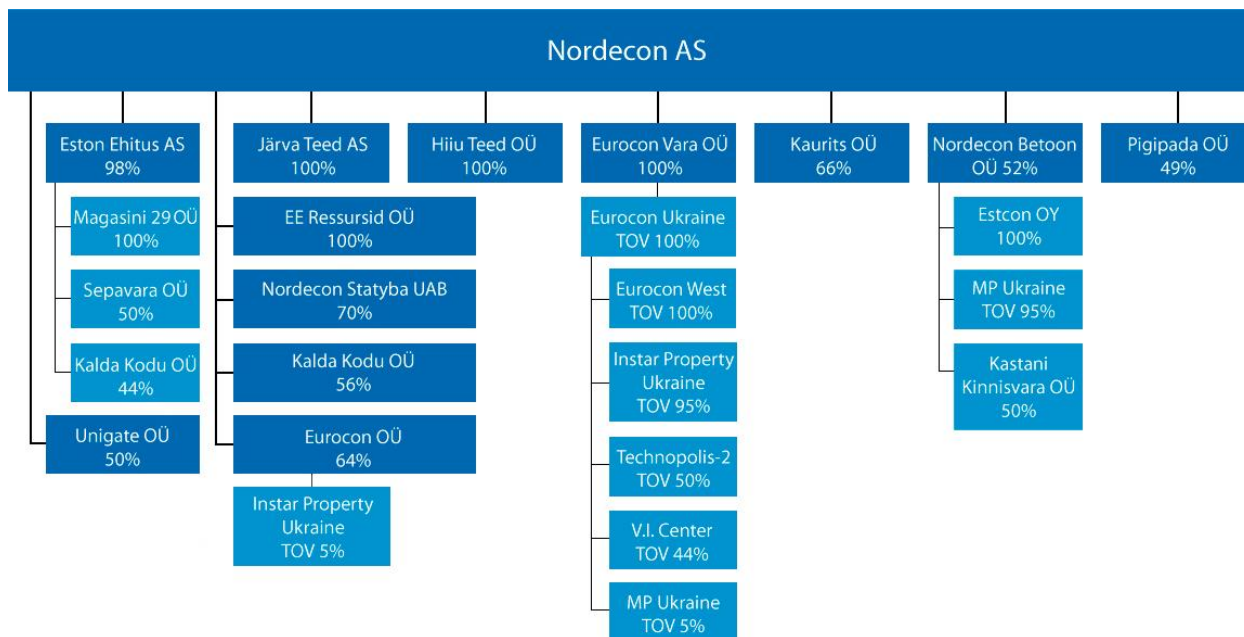 Nordecon AS
Eston Ehitus AS
98%
Järva Teed AS
100%
Hiiu Teed OÜ
100%
Eurocon Vara OÜ
100%
Kaurits OÜ
66%
Nordecon Betoon
OÜ 52%
Pigipada OÜ
49%
Magasini 29 OÜ
100%
Sepavara OÜ
50%
Kalda Kodu OÜ
44%
Unigate OÜ
50%
EE Ressursid OÜ
100%
Nordecon Statyba UAB
70%
Kalda Kodu OÜ
56%
Eurocon OÜ
64%
Instar Property
Ukraine
TOV 5%
Eurocon Ukraine
TOV 100%
Eurocon West
TOV 100%
Instar Property
Ukraine
TOV 95%
Technopolis-2
TOV 50%
V.I. Center
TOV 44%
MP Ukraine
TOV 5%
Estcon OY
100%
MP Ukraine
TOV 95%
Kastani
Kinnisvara OÜ
50%